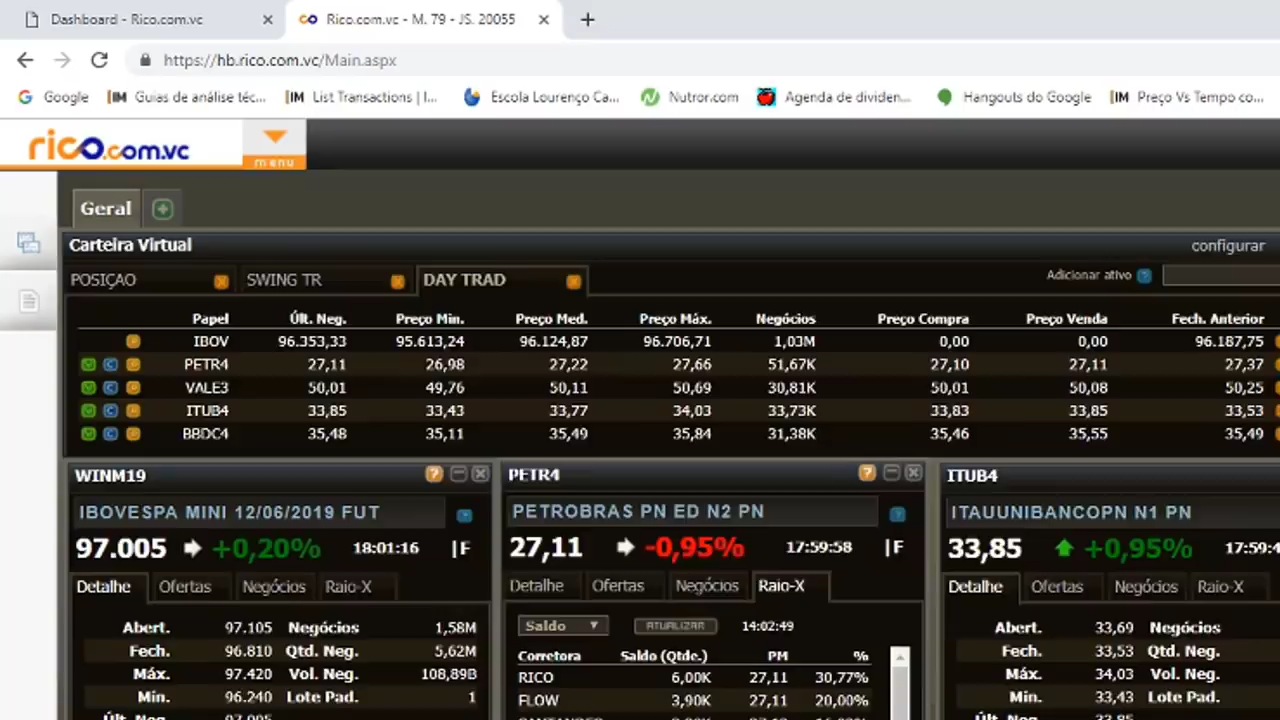 Dashboard - Rico.com.vc
Rico.com.vc - M. 79 - JS. 20055
https://hb.rico.com.vc/Main.aspx
Google
Guias de análise téc...
List Transactions | I...
Escola Lourenço Ca...
Nutror.com
Agenda de dividen...
Hangouts do Google
Preço Vs Tempo co...
rico.com.vc
menu
Geral
Carteira Virtual
configurar
POSIÇAO
SWING TR
DAY TRAD
Adicionar ativo
Papel Últ. Neg. Preço Min. Preço Med. Preço Máx. Negócios Preço Compra Preço Venda Fech. Anterior
IBOV 96.353,33 95.613,24 96.124,87 96.706,71 1,03M 0,00 0,00 96.187,75
PETR4 27,11 26,98 27,22 27,66 51,67K 27,10 27,11 27,37
VALE3 50,01 49,76 50,11 50,69 30,81K 50,01 50,08 50,25
ITUB4 33,85 33,43 33,77 34,03 33,73K 33,83 33,85 33,53
BBDC4 35,48 35,11 35,49 35,84 31,38K 35,46 35,55 35,49
WINM19
IBOVESPA MINI 12/06/2019 FUT
97.005 +0,20% 18:01:16 |F
Detalhe Ofertas Negócios Raio-X
Abert. 97.105 Negócios 1,58M
Fech. 96.810 Qtd. Neg. 5,62M
Máx. 97.420 Vol. Neg. 108,89B
Min. 96.240 Lote Pad. 1
Últ. Neg. 97.005
PETR4
PETROBRAS PN ED N2 PN
27,11 -0,95% 17:59:58 |F
Detalhe Ofertas Negócios Raio-X
Saldo ATUALIZAR 14:02:49
Corretora Saldo (Qtde.) PM %
RICO 6,00K 27,11 30,77%
FLOW 3,90K 27,11 20,00%
ITUB4
ITAUUNIBANCOPN N1 PN
33,85 +0,95% 17:59:4
Detalhe Ofertas Negócios Raio-X
Abert. 33,69 Negócios
Fech. 33,53 Qtd. Neg.
Máx. 34,03 Vol. Neg.
Min. 33,43 Lote Pad.